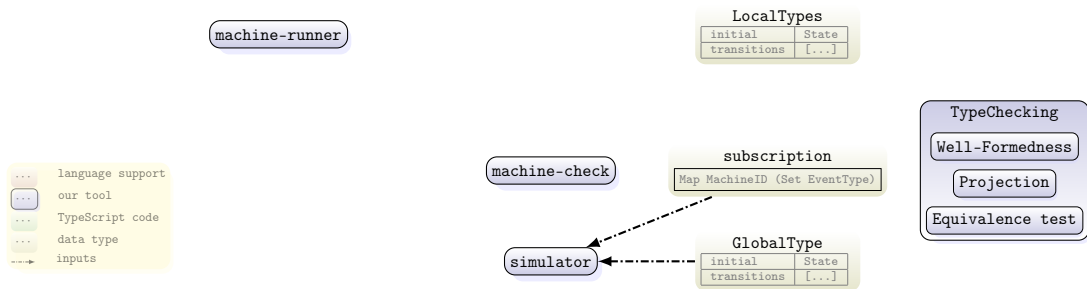 machine-runner
LocalTypes
initial State
transitions [...]
TypeChecking
Well-Formedness
Projection
Equivalence test
machine-check
subscription
Map MachineID (Set EventType)
... language support
... our tool
... TypeScript code
... data type
inputs
simulator
GlobalType
initial State
transitions [...]